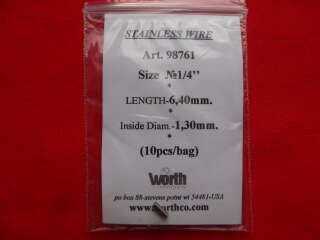 STAINLESS WIRE
Art. 98761
Size №1/4’’
*
LENGTH-6,40mm.
*
Inside Diam.-1,30mm.
*
(10pcs/bag)
Worth
po box 88-stevens point wt 54481-USA
www.worthco.com